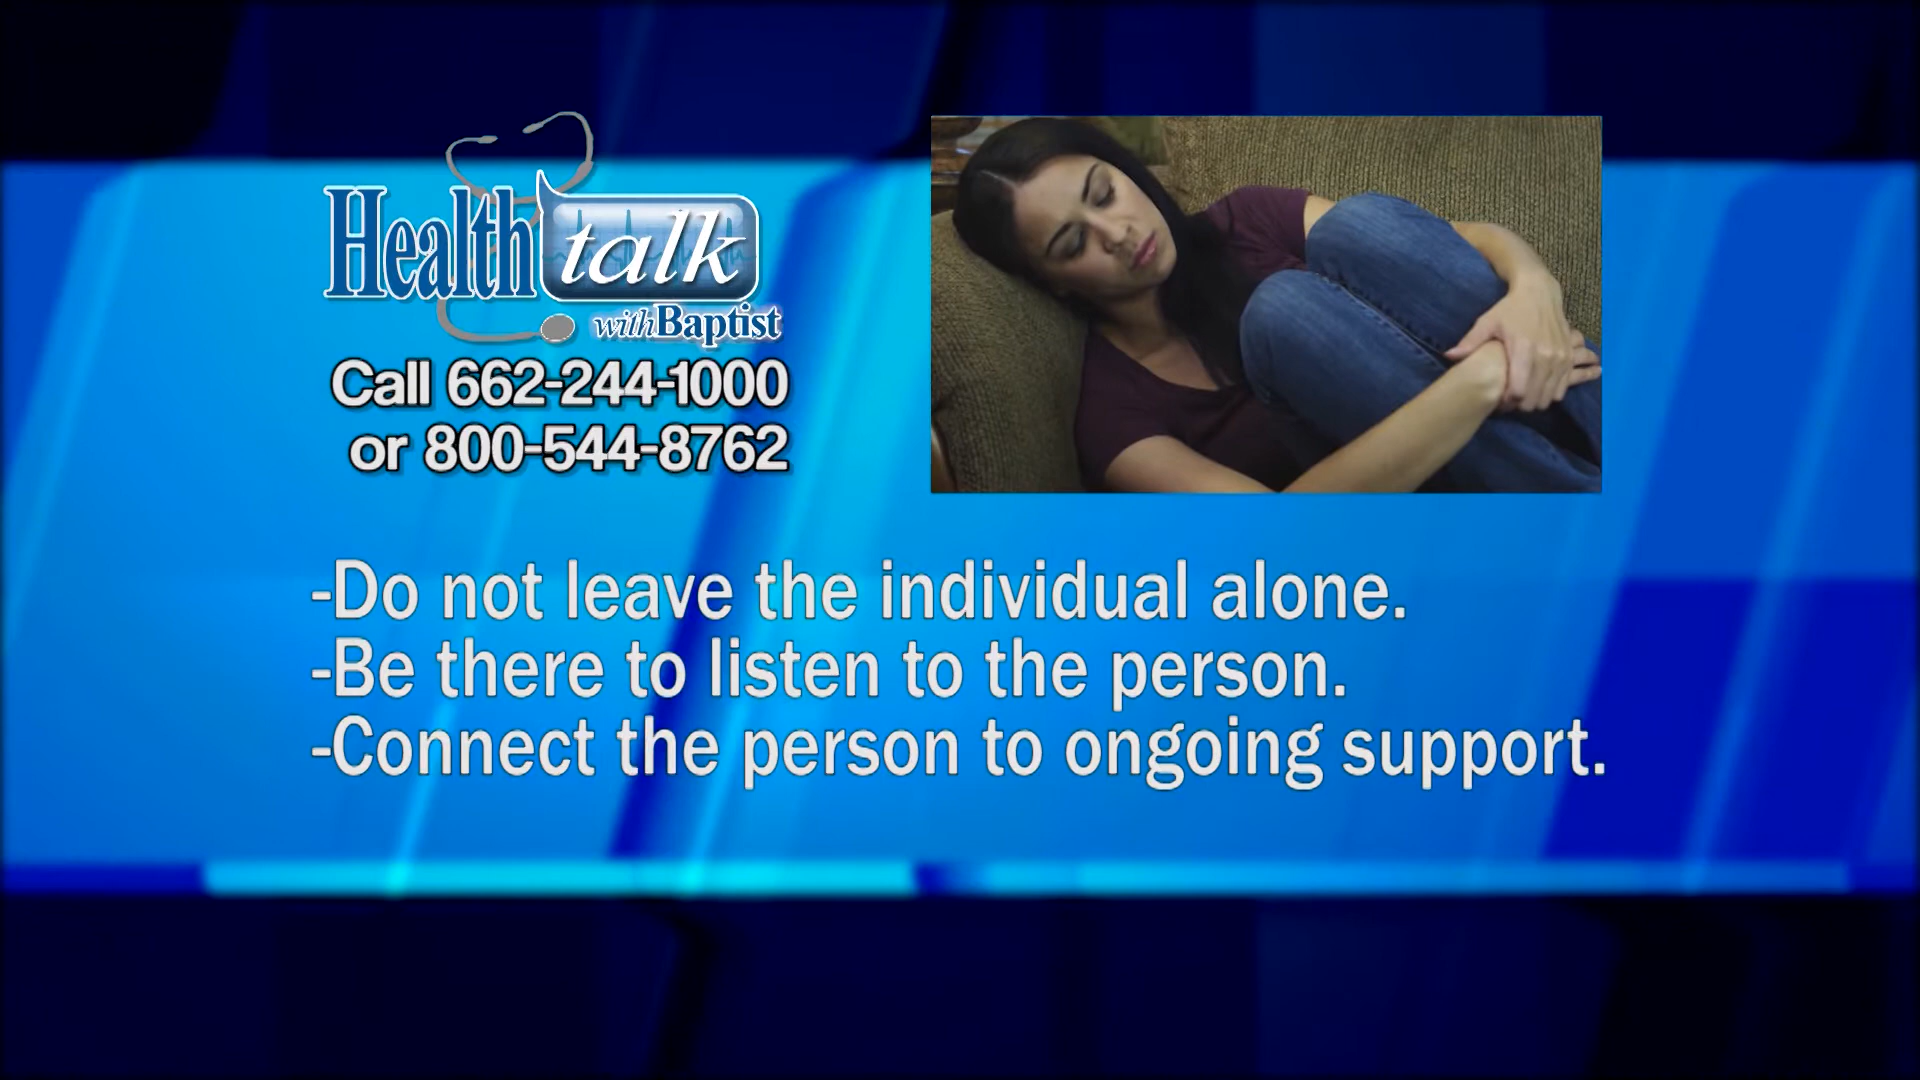 Health talk
with Baptist
Call 662-244-1000
or 800-544-8762
-Do not leave the individual alone.
-Be there to listen to the person.
-Connect the person to ongoing support.